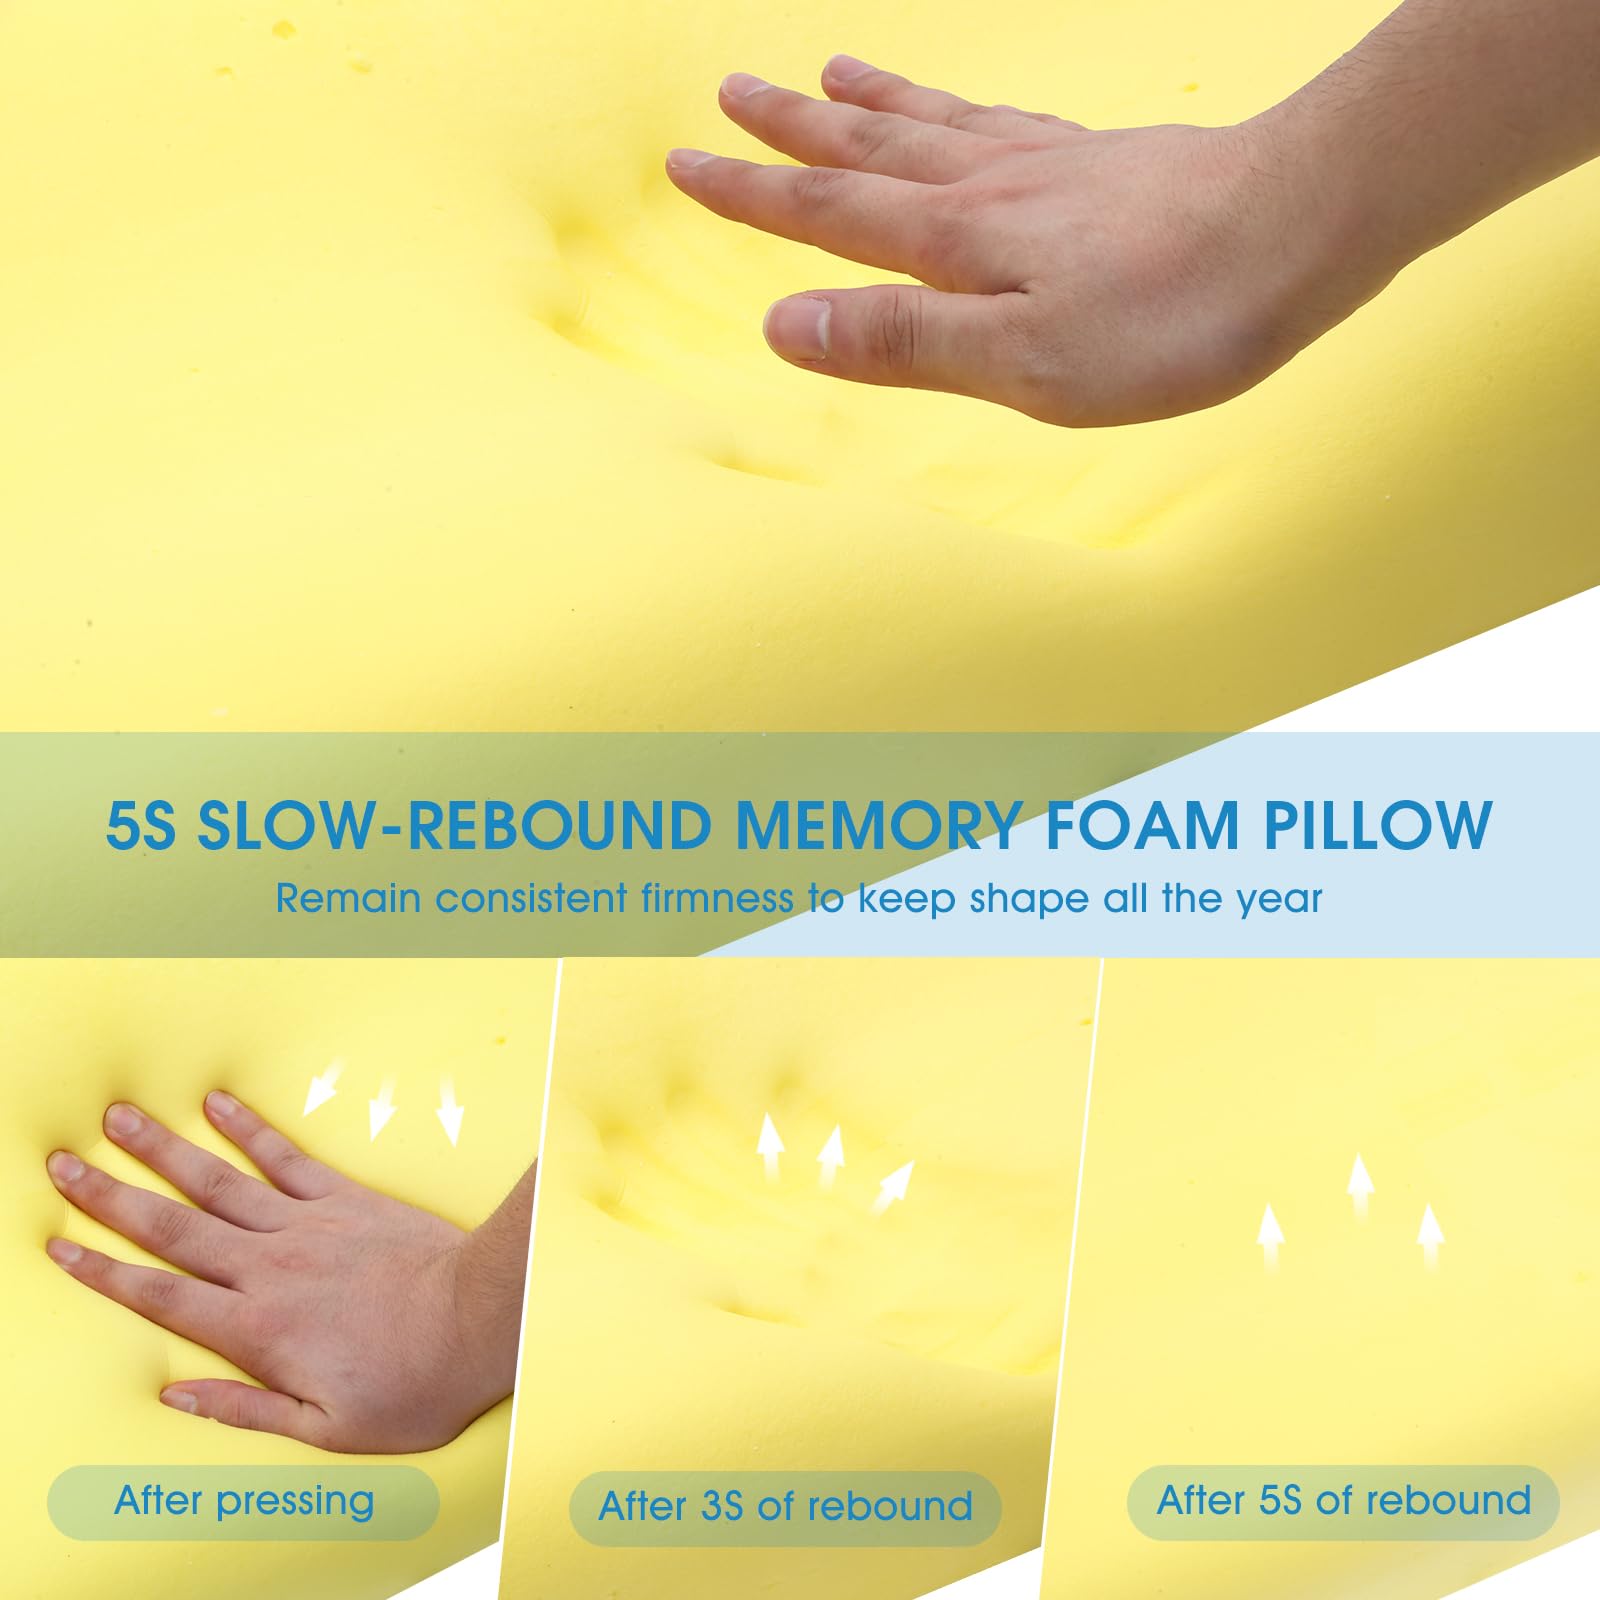 5S SLOW-REBOUND MEMORY FOAM PILLOW
Remain consistent firmness to keep shape all the year
After pressing
After 3S of rebound
After 5S of rebound